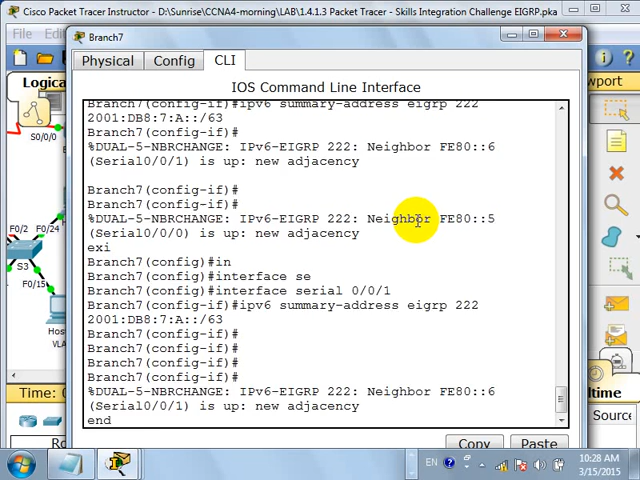 Cisco Packet Tracer Instructor - D:\Sunrise\CCNA4-morning\LAB\1.4.1.3 Packet Tracer - Skills Integration Challenge EIGRP.pka
File
Branch7
Logical
Viewport
Physical
Config
CLI
IOS Command Line Interface
Branch7(config-if)#ipv6 summary-address eigrp 222
2001:DB8:7:A::/63
Branch7(config-if)#
%DUAL-5-NBRCHANGE: IPv6-EIGRP 222: Neighbor FE80::6
(Serial0/0/1) is up: new adjacency
Branch7(config-if)#
Branch7(config-if)#
%DUAL-5-NBRCHANGE: IPv6-EIGRP 222: Neighbor FE80::5
(Serial0/0/0) is up: new adjacency
exi
Branch7(config)#in
Branch7(config)#interface se
Branch7(config)#interface serial 0/0/1
Branch7(config-if)#ipv6 summary-address eigrp 222
2001:DB8:7:A::/63
Branch7(config-if)#
Branch7(config-if)#
Branch7(config-if)#
Branch7(config-if)#
%DUAL-5-NBRCHANGE: IPv6-EIGRP 222: Neighbor FE80::6
(Serial0/0/1) is up: new adjacency
end
Copy
Paste
S0/0/0
F0/2
F0/24
S3
F0/15
Host
VLA
Time: 0
Source
EN
10:28 AM
3/15/2015